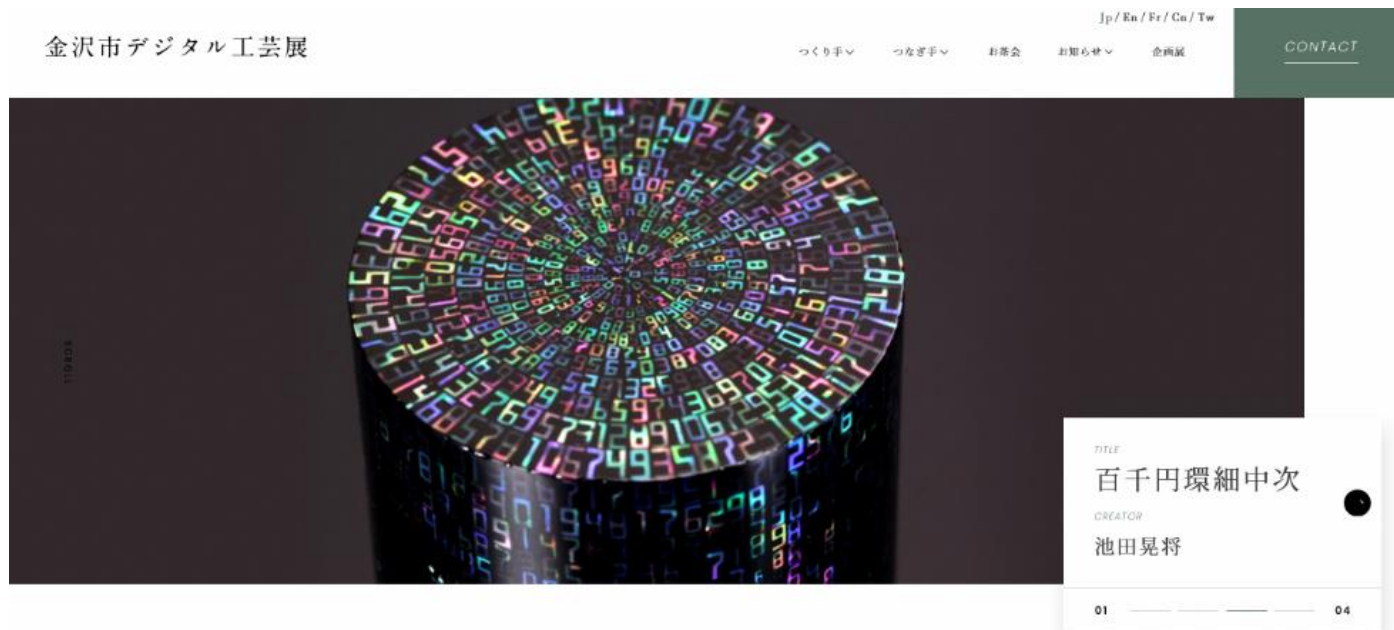 金沢市デジタル工芸展
Jp / En / Fr / Cn / Tw
つくり手
つなぎ手
お茶会
お知らせ
企画展
CONTACT
TITLE
百千円環細中次
CREATOR
池田晃将
01
04